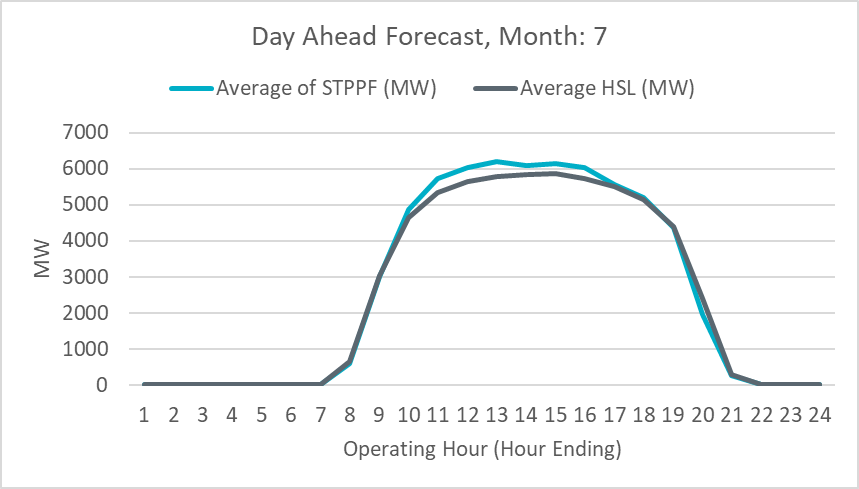 Day Ahead Forecast, Month: 7
Average of STPPF (MW) Average HSL (MW)
7000
6000
5000
4000
3000
2000
1000
0
MW
1 2 3 4 5 6 7 8 9 10 11 12 13 14 15 16 17 18 19 20 21 22 23 24
Operating Hour (Hour Ending)